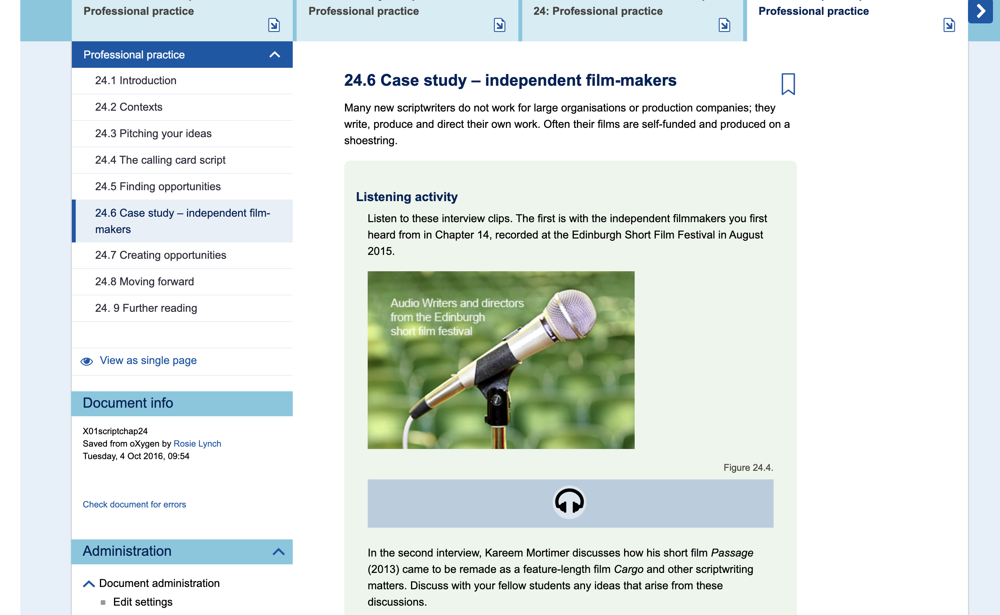 Professional practice
Professional practice
24: Professional practice
Professional practice
Professional practice
24.1 Introduction
24.2 Contexts
24.3 Pitching your ideas
24.4 The calling card script
24.5 Finding opportunities
24.6 Case study – independent film-
makers
24.7 Creating opportunities
24.8 Moving forward
24. 9 Further reading
View as single page
Document info
X01scriptchap24
Saved from oXygen by Rosie Lynch
Tuesday, 4 Oct 2016, 09:54
Check document for errors
Administration
Document administration
Edit settings
24.6 Case study – independent film-makers
Many new scriptwriters do not work for large organisations or production companies; they
write, produce and direct their own work. Often their films are self-funded and produced on a
shoestring.
Listening activity
Listen to these interview clips. The first is with the independent filmmakers you first
heard from in Chapter 14, recorded at the Edinburgh Short Film Festival in August
2015.
Audio Writers and directors
from the Edinburgh
short film festival
Figure 24.4.
In the second interview, Kareem Mortimer discusses how his short film Passage
(2013) came to be remade as a feature-length film Cargo and other scriptwriting
matters. Discuss with your fellow students any ideas that arise from these
discussions.